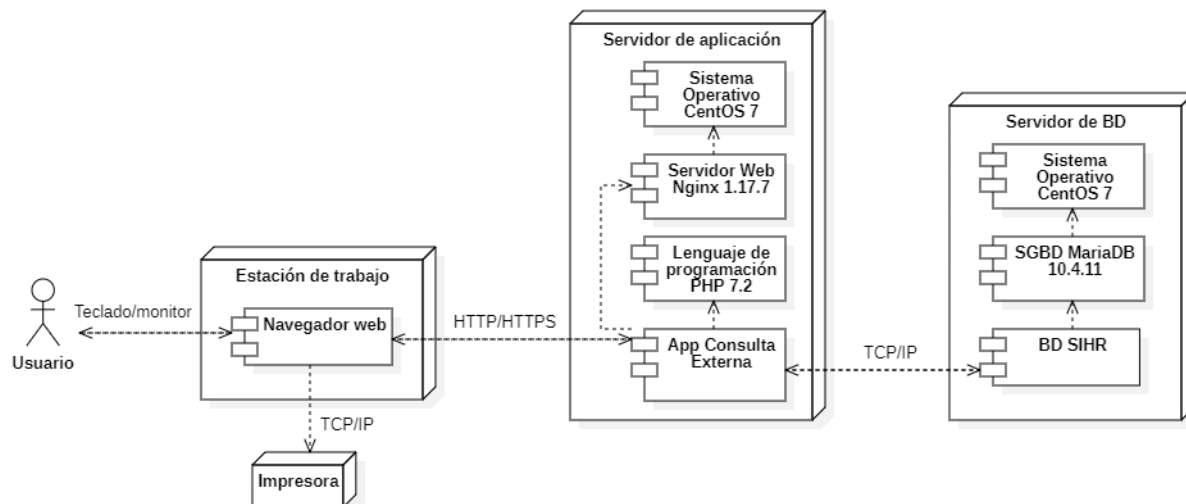 Servidor de aplicación
Sistema
Operativo
CentOS 7
Servidor Web
Nginx 1.17.7
Lenguaje de
programación
PHP 7.2
App Consulta
Externa
Servidor de BD
Sistema
Operativo
CentOS 7
SGBD MariaDB
10.4.11
BD SIHR
Estación de trabajo
Navegador web
Teclado/monitor
Usuario
HTTP/HTTPS
TCP/IP
TCP/IP
Impresora